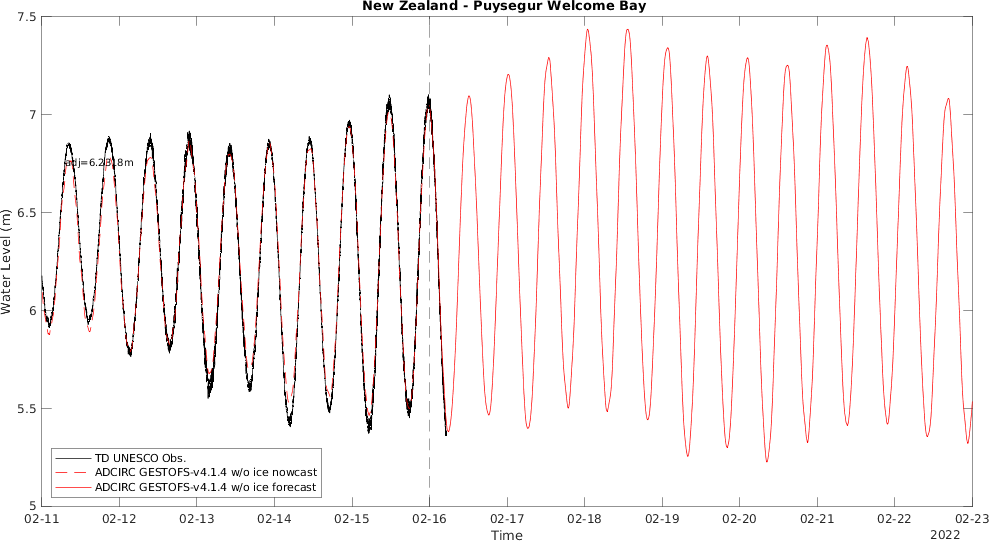 New Zealand - Puysegur Welcome Bay
7.5
7
6.5
6
5.5
5
Water Level (m)
adj=6.2318m
TD UNESCO Obs.
ADCIRC GESTOFS-v4.1.4 w/o ice nowcast
ADCIRC GESTOFS-v4.1.4 w/o ice forecast
02-11 02-12 02-13 02-14 02-15 02-16 02-17 02-18 02-19 02-20 02-21 02-22 02-23
Time
2022